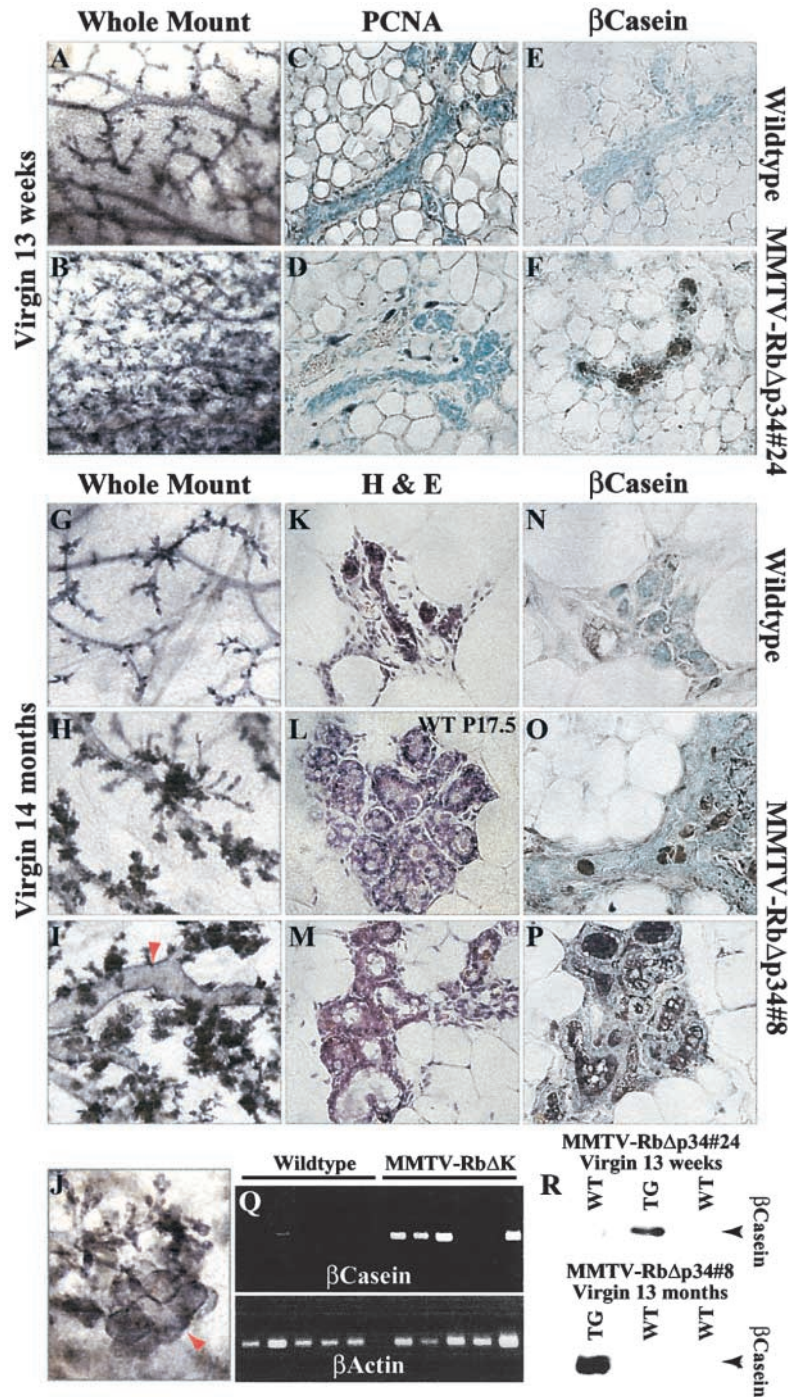 Whole Mount PCNA βCasein
A C E
B D F
Virgin 13 weeks
Wildtype
MMTV-RbΔp34#24
Whole Mount H & E βCasein
G K N
H L WT P17.5 O
I M P
Virgin 14 months
Wildtype
MMTV-RbΔp34#8
J
Wildtype MMTV-RbΔK
Q
βCasein
βActin
R
MMTV-RbΔp34#24
Virgin 13 weeks
WT TG WT
βCasein
MMTV-RbΔp34#8
Virgin 13 months
TG WT WT
βCasein